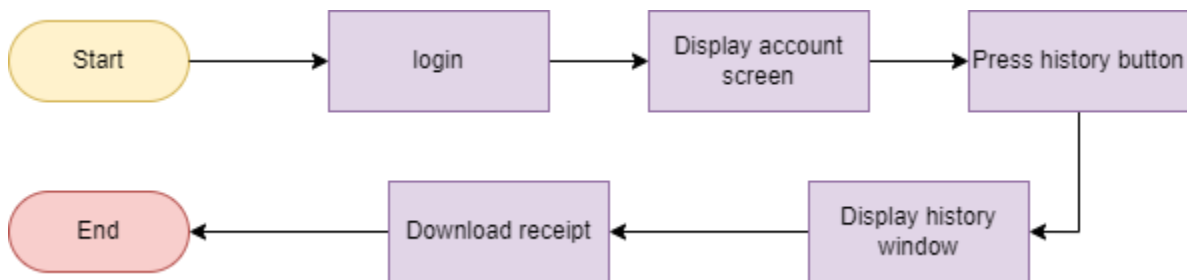 Start
login
Display account
screen
Press history button
End
Download receipt
Display history
window